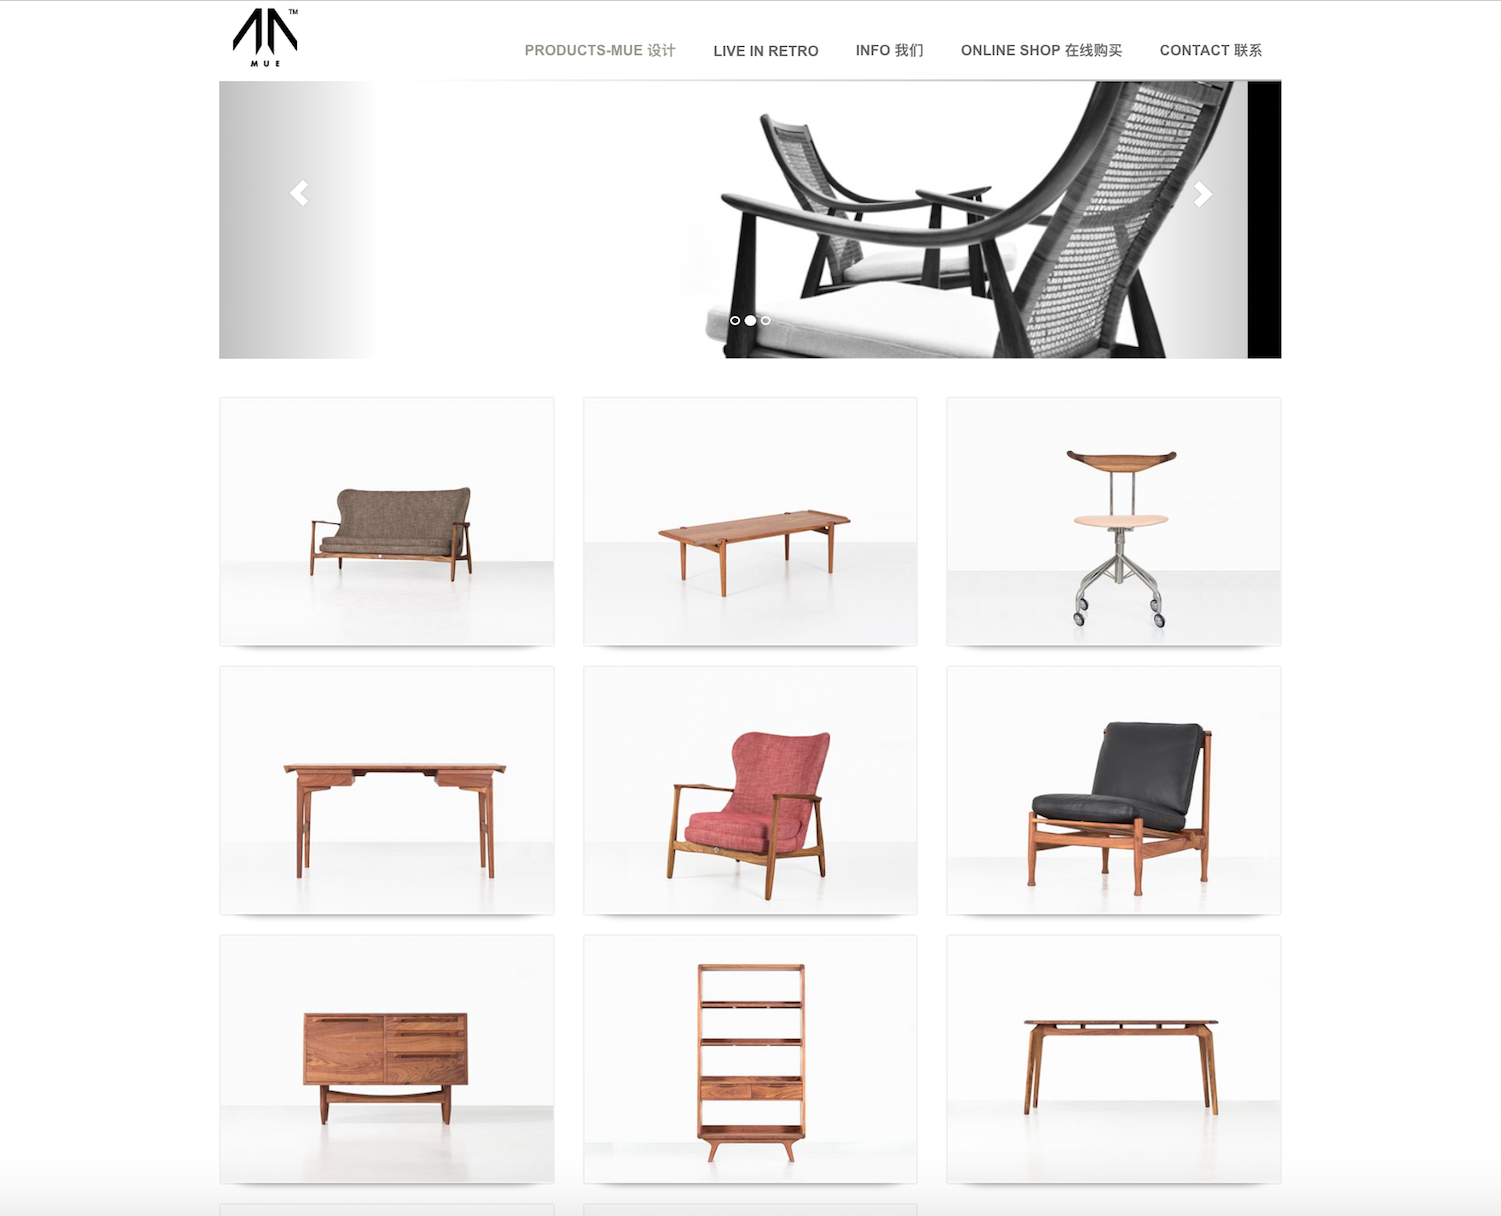 TM
MUE
PRODUCTS-MUE 设计 LIVE IN RETRO INFO 我们 ONLINE SHOP 在线购买 CONTACT 联系